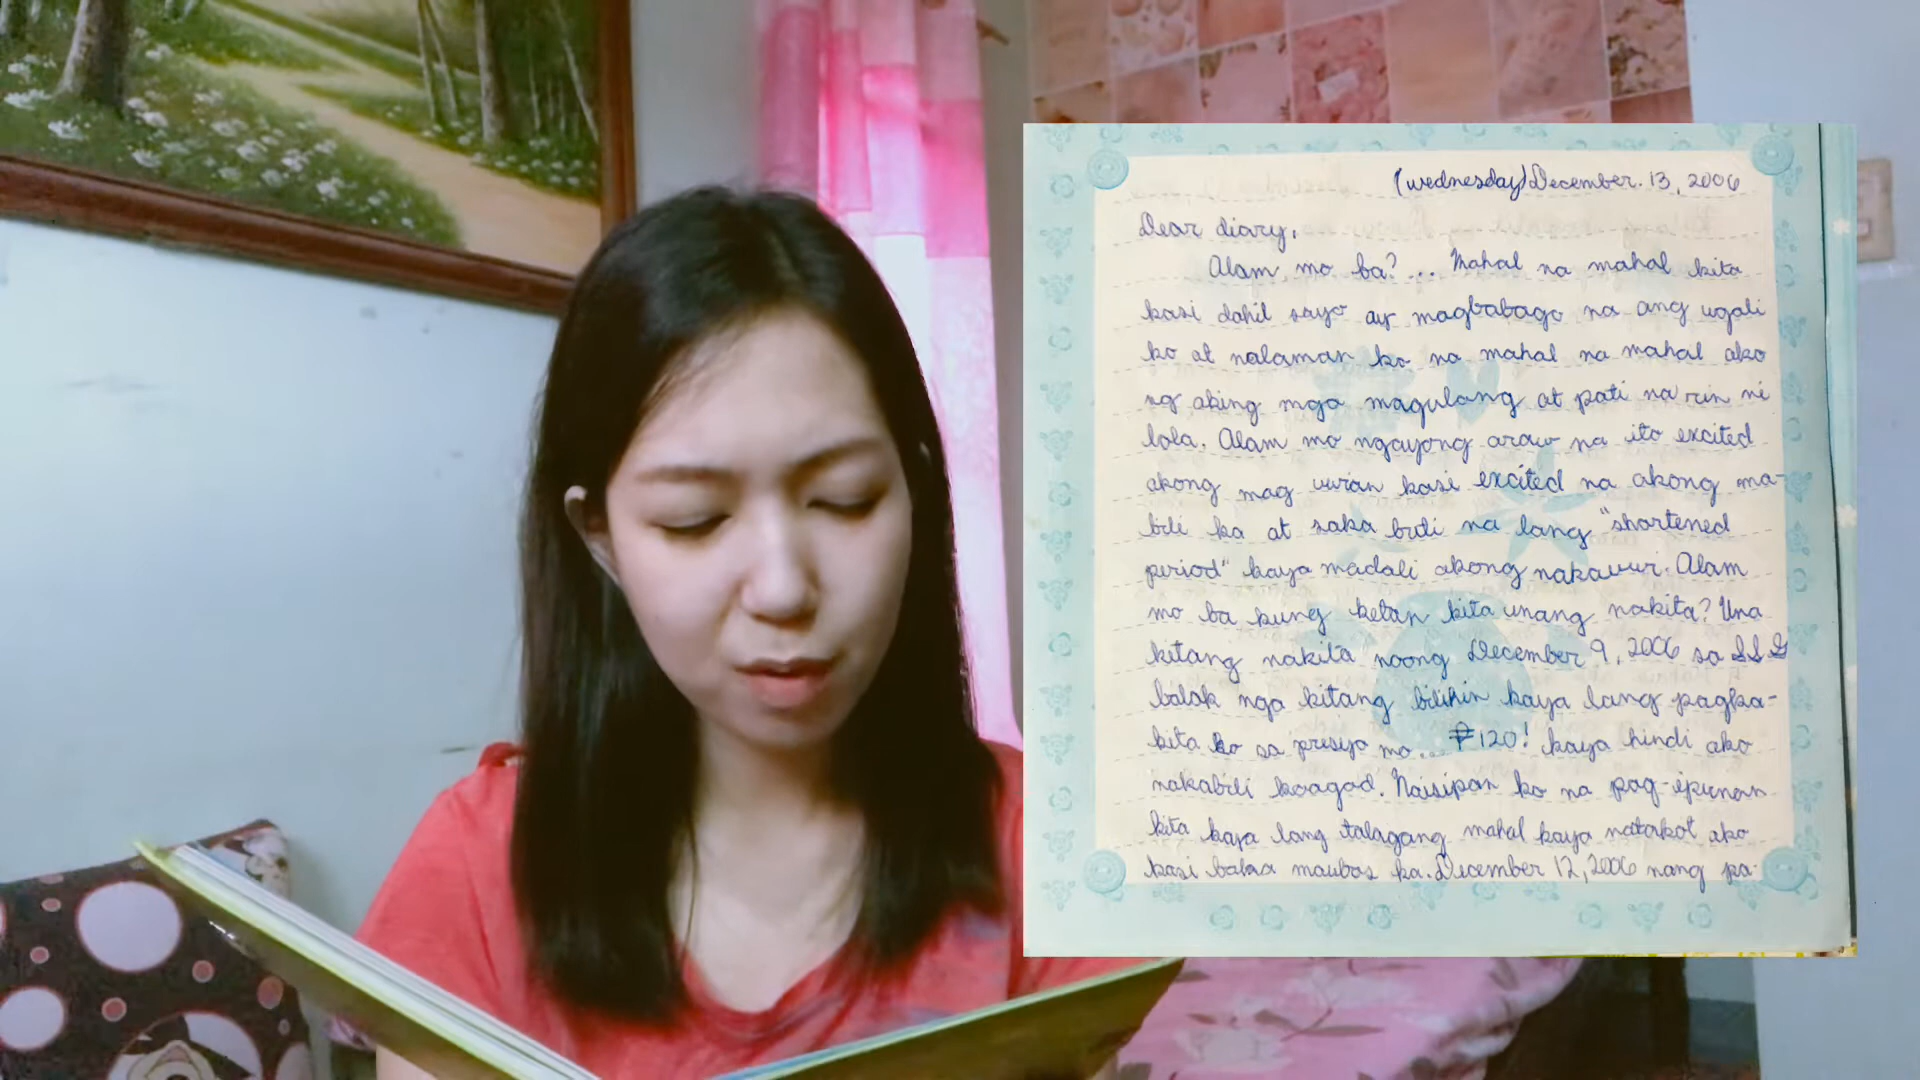 (wednesday) December. 13, 2006
Dear diary,
Alam mo ba? ... Mahal na mahal kita
kasi dahil sayo ay magbabago na ang ugali
ko at nalaman ko na mahal na mahal ako
ng aking mga magulang at pati na rin ni
lola. Alam mo ngayong araw na ito excited
akong mag uwian kasi excited na akong ma-
bili ka at saka buti na lang "shortened
period" kaya madali akong nakauwi. Alam
mo ba kung kelan kita unang nakita? Una
kitang nakita noong December 9, 2006 sa
balak nga kitang bilihin kaya lang pagka-
kita ko sa presyo mo... ₱120! kaya hindi ako
nakabili kaagad. Naisipan ko na pag-ipunan
kita kaya lang talagang mahal kaya natakot ako
kasi baka maubos ka. December 12, 2006 nang pa-